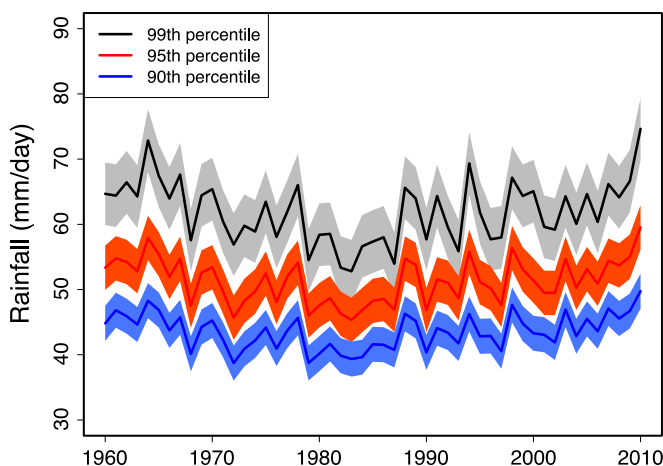 99th percentile
95th percentile
90th percentile
Rainfall (mm/day)
90
80
70
60
50
40
30
1960 1970 1980 1990 2000 2010